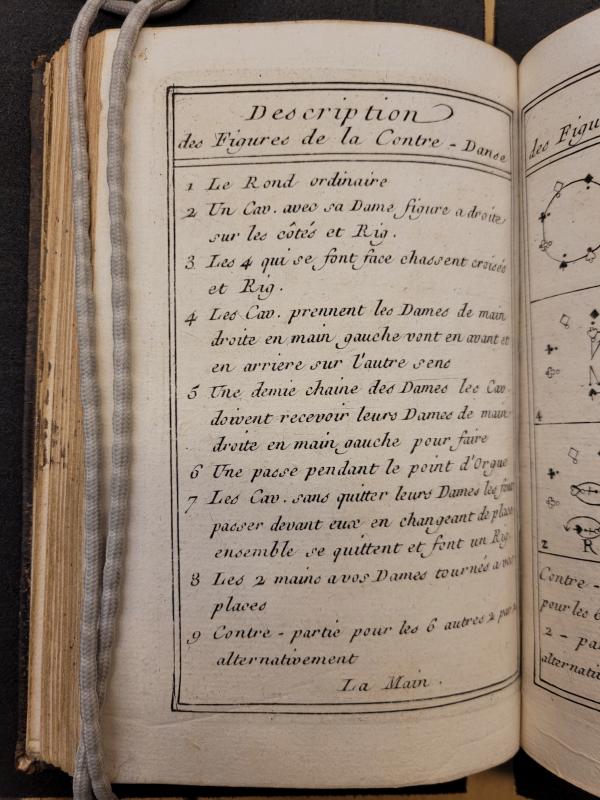 Description
des Figures de la Contre - Danse
1 Le Rond ordinaire
2 Un Cav. avec sa Dame figure a droite
sur les côtés et Rig.
3 Les 4 qui se font face chassent croisés
et Rig.
4 Les Cav. prennent les Dames de main
droite en main gauche vont en avant et
en arriere sur l'autre sens
5 Une demie chaine des Dames les Cav.
doivent recevoir leurs Dames de main
droite en main gauche pour faire
6 Une passe pendant le point d'Orgue
7 Les Cav. sans quitter leurs Dames les font
passer devant eux en changeant de place
ensemble se quittent et font un Rig.
8 Les 2 mains a vos Dames tournés a vos
places
9 Contre - partie pour les 6 autres 2 par
alternativement
La Main.
des Figu
4
2 R
Contre -
pour les 6
2 - pa
alternati